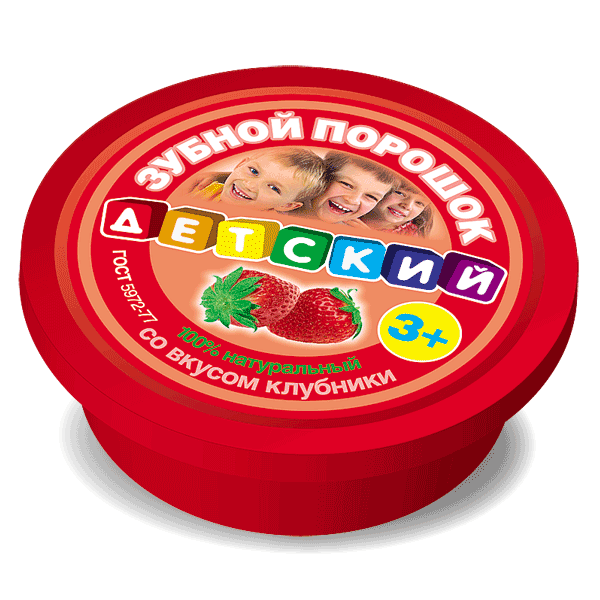 ЗУБНОЙ ПОРОШОК
ДЕТСКИЙ
ГОСТ 5972-77
3+
100% натуральный
со вкусом клубники